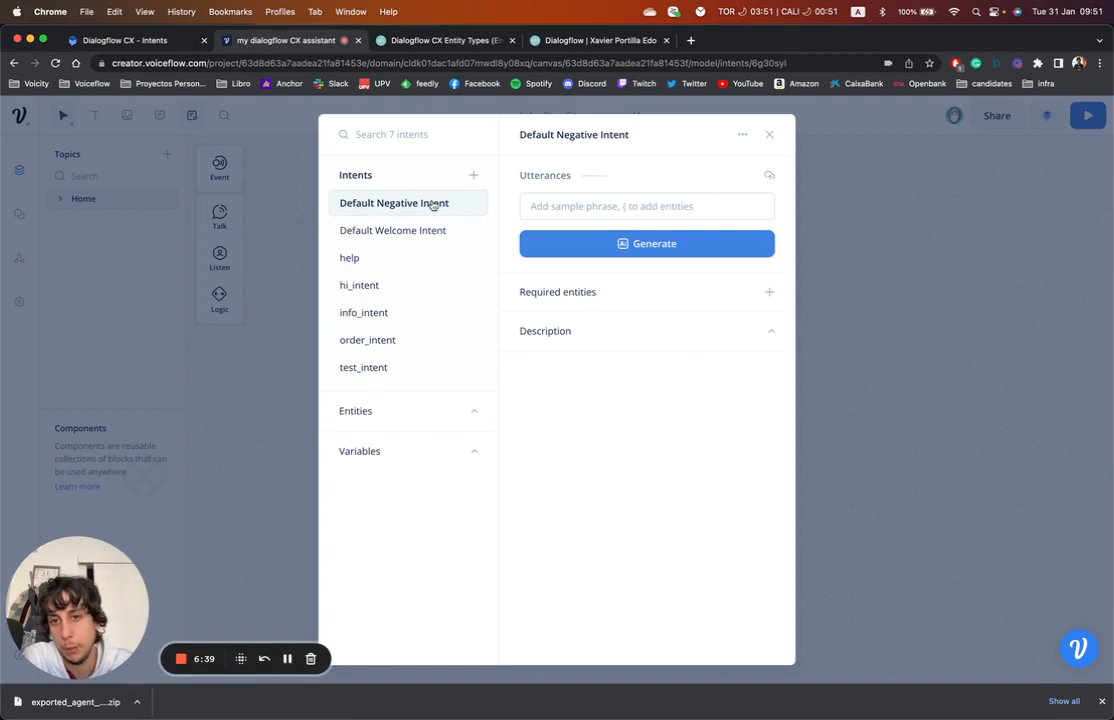 Chrome File Edit View History Bookmarks Profiles Tab Window Help
TOR 03:51 | CALI 00:51 A 100% Tue 31 Jan 09:51
Dialogflow CX - Intents
my dialogflow CX assistant
Dialogflow CX Entity Types (En
Dialogflow | Xavier Portilla Edo
creator.voiceflow.com/project/63d8d63a7aadea21fa81453e/domain/cldk01dac1afd07ettmwdl8y08xq/canvas/63d8d63a7aadea21fa81453f/model/intents/6g30syl
Voicity Voiceflow Proyectos Person... Libro Anchor Slack UPV feedly Facebook Spotify Discord Twitch Twitter YouTube Amazon CaixaBank Openbank candidates infra
Share
Topics
Search
Home
Event
Talk
Listen
Logic
Components
Components are reusable
collections of blocks that can
be used anywhere.
Learn more
Search 7 intents
Intents
Default Negative Intent
Default Welcome Intent
help
hi_intent
info_intent
order_intent
test_intent
Entities
Variables
Default Negative Intent
Utterances
Add sample phrase, { to add entities
Ai Generate
Required entities
Description
6:39
exported_agent_....zip
Show all